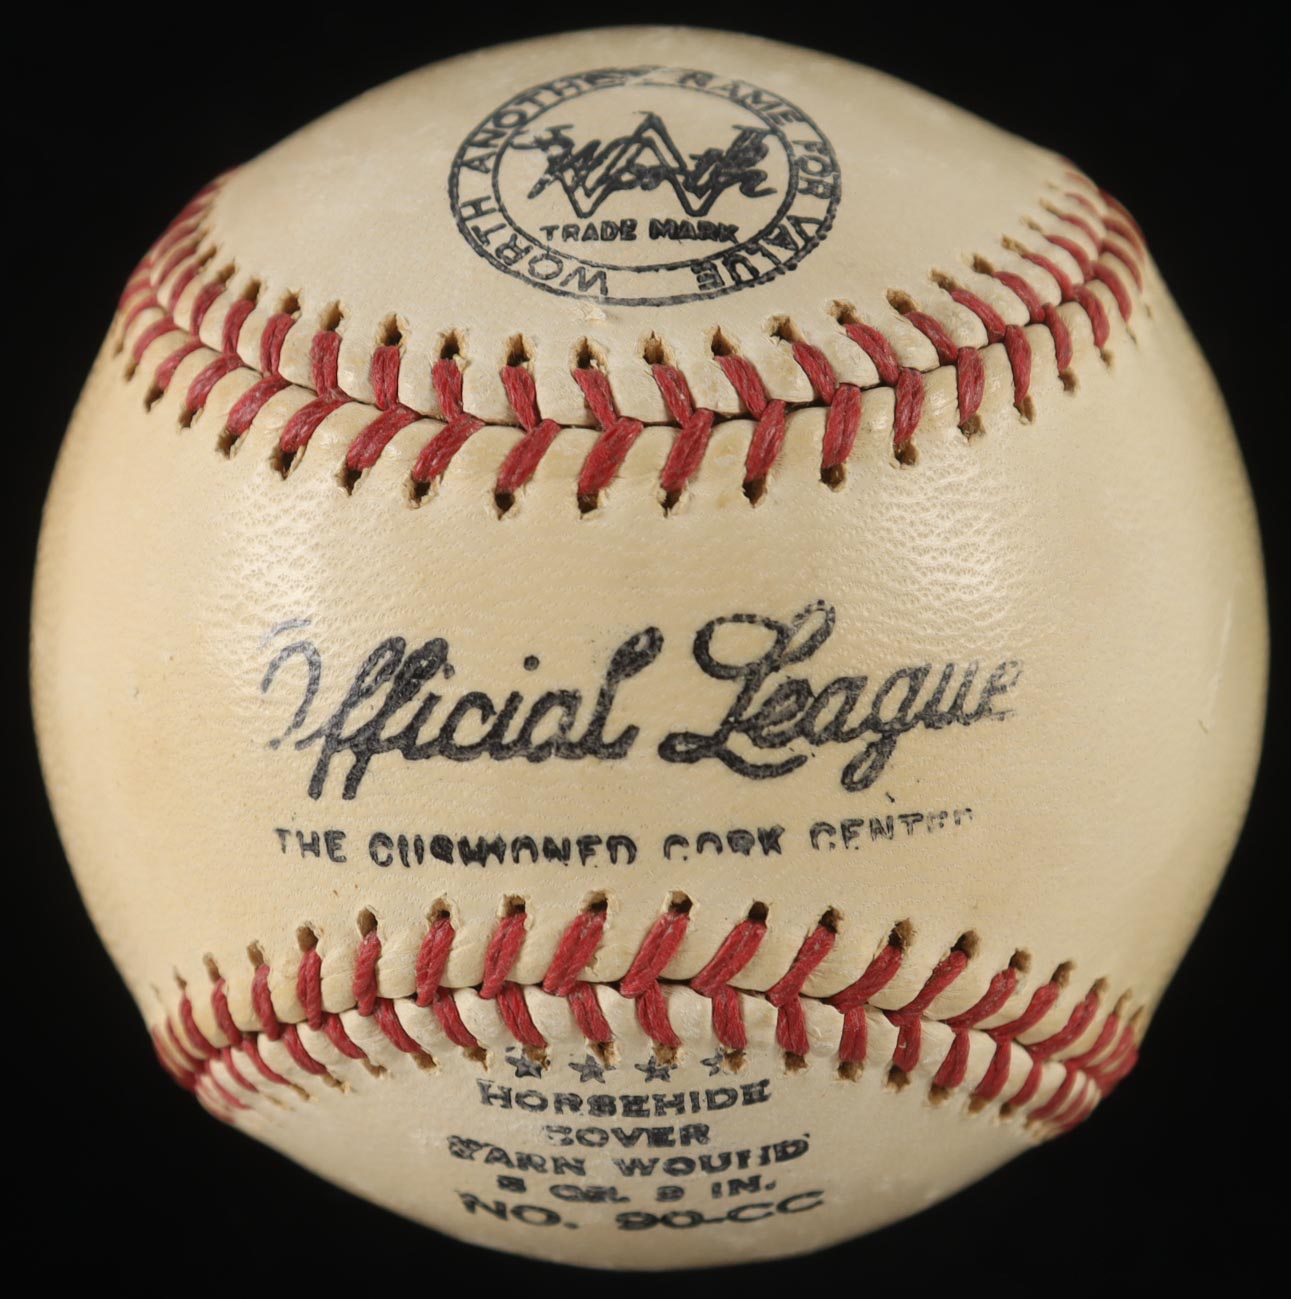 WORTH ANOTHER NAME FOR VALUE
Worth
TRADE MARK
Official League
THE CUSHIONED CORK CENTER
HORSEHIDE
COVER
YARN WOUND
5 OZ. 9 IN.
NO. 90-CC